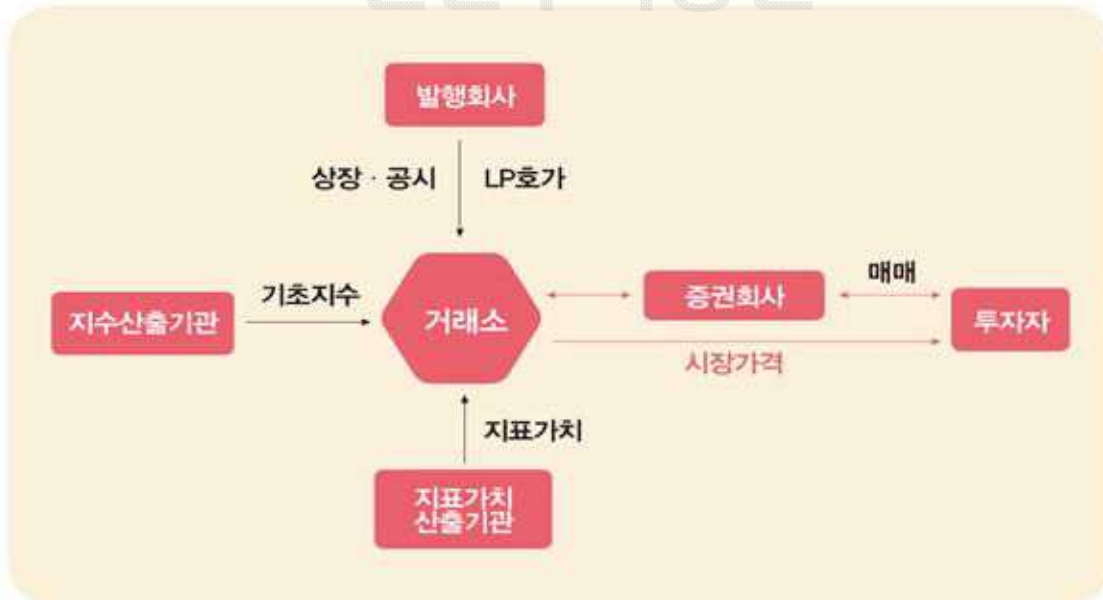 발행회사
상장 · 공시
LP호가
지수산출기관
기초지수
거래소
증권회사
매매
투자자
시장가격
지표가치
지표가치
산출기관